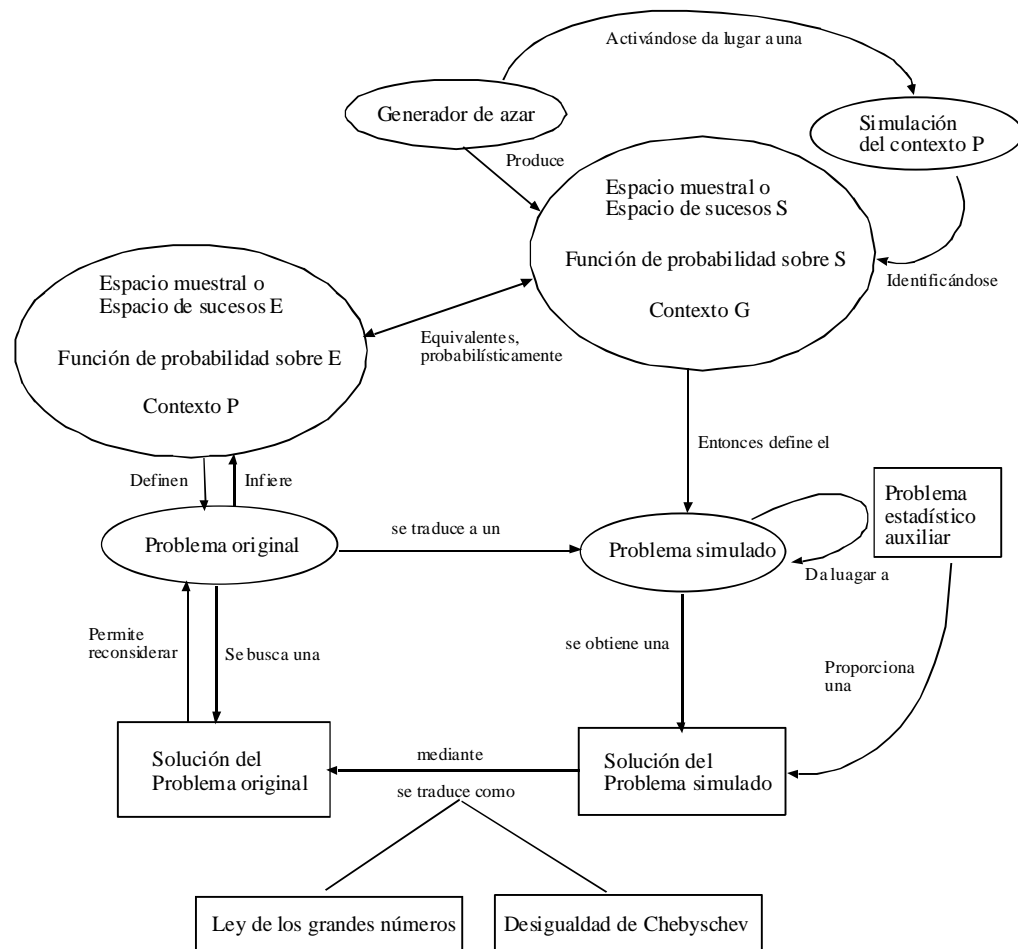 Activándose da lugar a una
Generador de azar
Simulación
del contexto P
Produce
Espacio muestral o
Espacio de sucesos S
Función de probabilidad sobre S
Contexto G
Identificándose
Espacio muestral o
Espacio de sucesos E
Función de probabilidad sobre E
Contexto P
Equivalentes,
probabilísticamente
Entonces define el
Definen
Infiere
Problema
estadístico
auxiliar
Problema original
se traduce a un
Problema simulado
Da luagar a
Permite
reconsiderar
Se busca una
se obtiene una
Proporciona
una
Solución del
Problema original
mediante
se traduce como
Solución del
Problema simulado
Ley de los grandes números
Desigualdad de Chebyschev